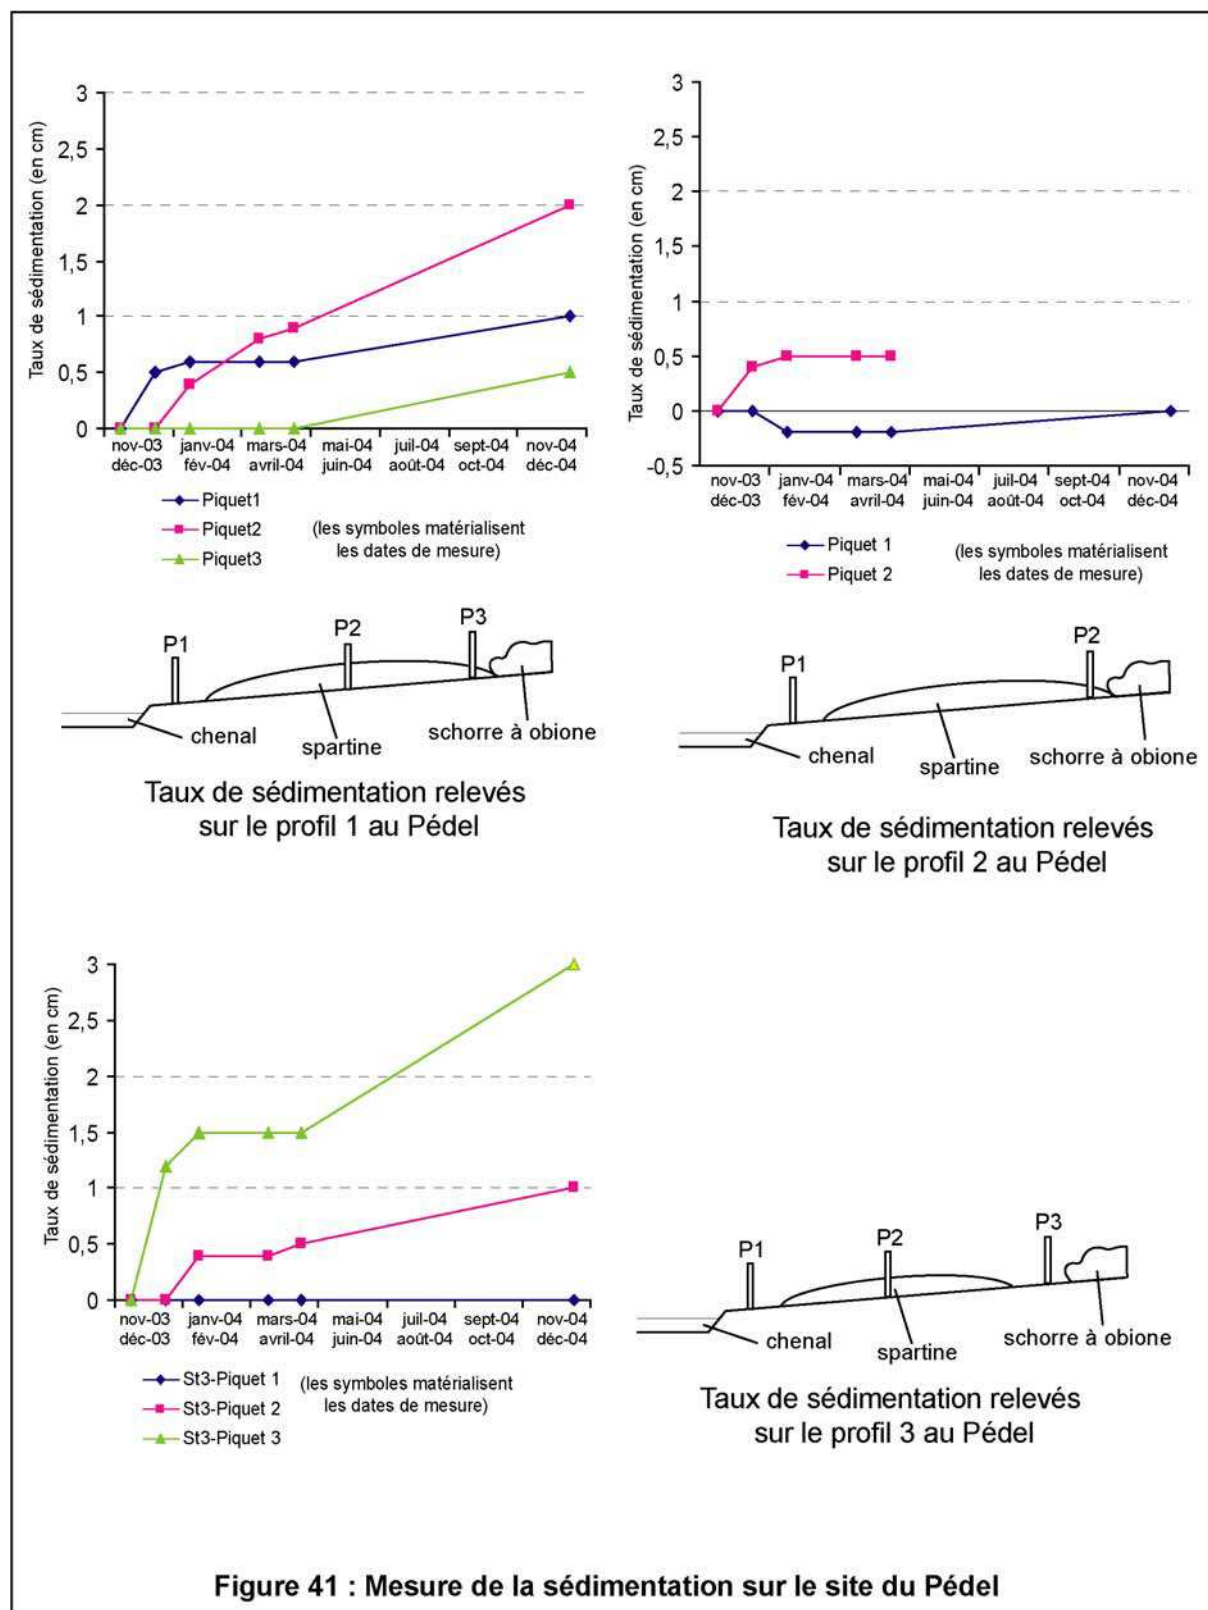 Taux de sédimentation (en cm)
3
2,5
2
1,5
1
0,5
0
nov-03 janv-04 mars-04 mai-04 juil-04 sept-04 nov-04
déc-03 fév-04 avril-04 juin-04 août-04 oct-04 déc-04
Piquet1
Piquet2
Piquet3
(les symboles matérialisent
les dates de mesure)
P1
P2
P3
chenal
spartine
schorre à obione
Taux de sédimentation relevés
sur le profil 1 au Pédel
Taux de sédimentation (en cm)
3
2,5
2
1,5
1
0,5
0
-0,5
nov-03 janv-04 mars-04 mai-04 juil-04 sept-04 nov-04
déc-03 fév-04 avril-04 juin-04 août-04 oct-04 déc-04
Piquet 1
Piquet 2
(les symboles matérialisent
les dates de mesure)
P1
P2
chenal
spartine
schorre à obione
Taux de sédimentation relevés
sur le profil 2 au Pédel
Taux de sédimentation (en cm)
3
2,5
2
1,5
1
0,5
0
nov-03 janv-04 mars-04 mai-04 juil-04 sept-04 nov-04
déc-03 fév-04 avril-04 juin-04 août-04 oct-04 déc-04
St3-Piquet 1
St3-Piquet 2
St3-Piquet 3
(les symboles matérialisent
les dates de mesure)
P1
P2
P3
chenal
spartine
schorre à obione
Taux de sédimentation relevés
sur le profil 3 au Pédel
Figure 41 : Mesure de la sédimentation sur le site du Pédel